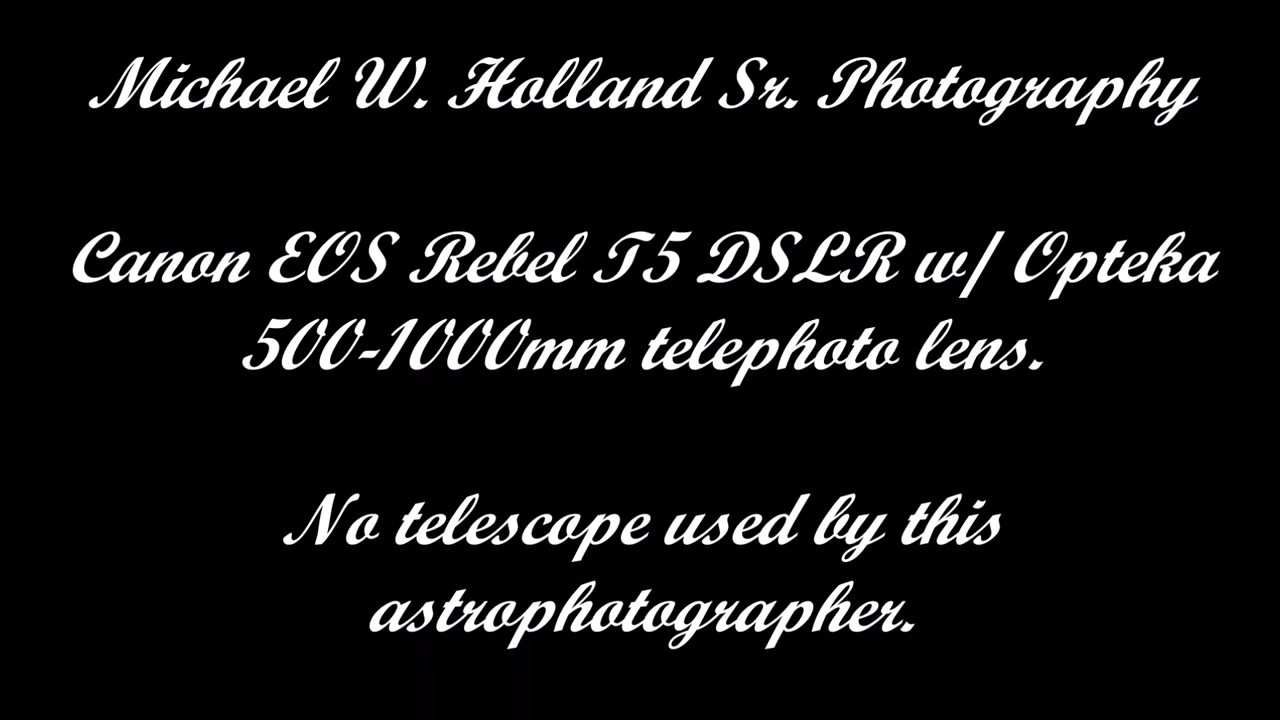 Michael W. Holland Sr. Photography
Canon EOS Rebel T5 DSLR w/ Opteka
500-1000mm telephoto lens.
No telescope used by this
astrophotographer.